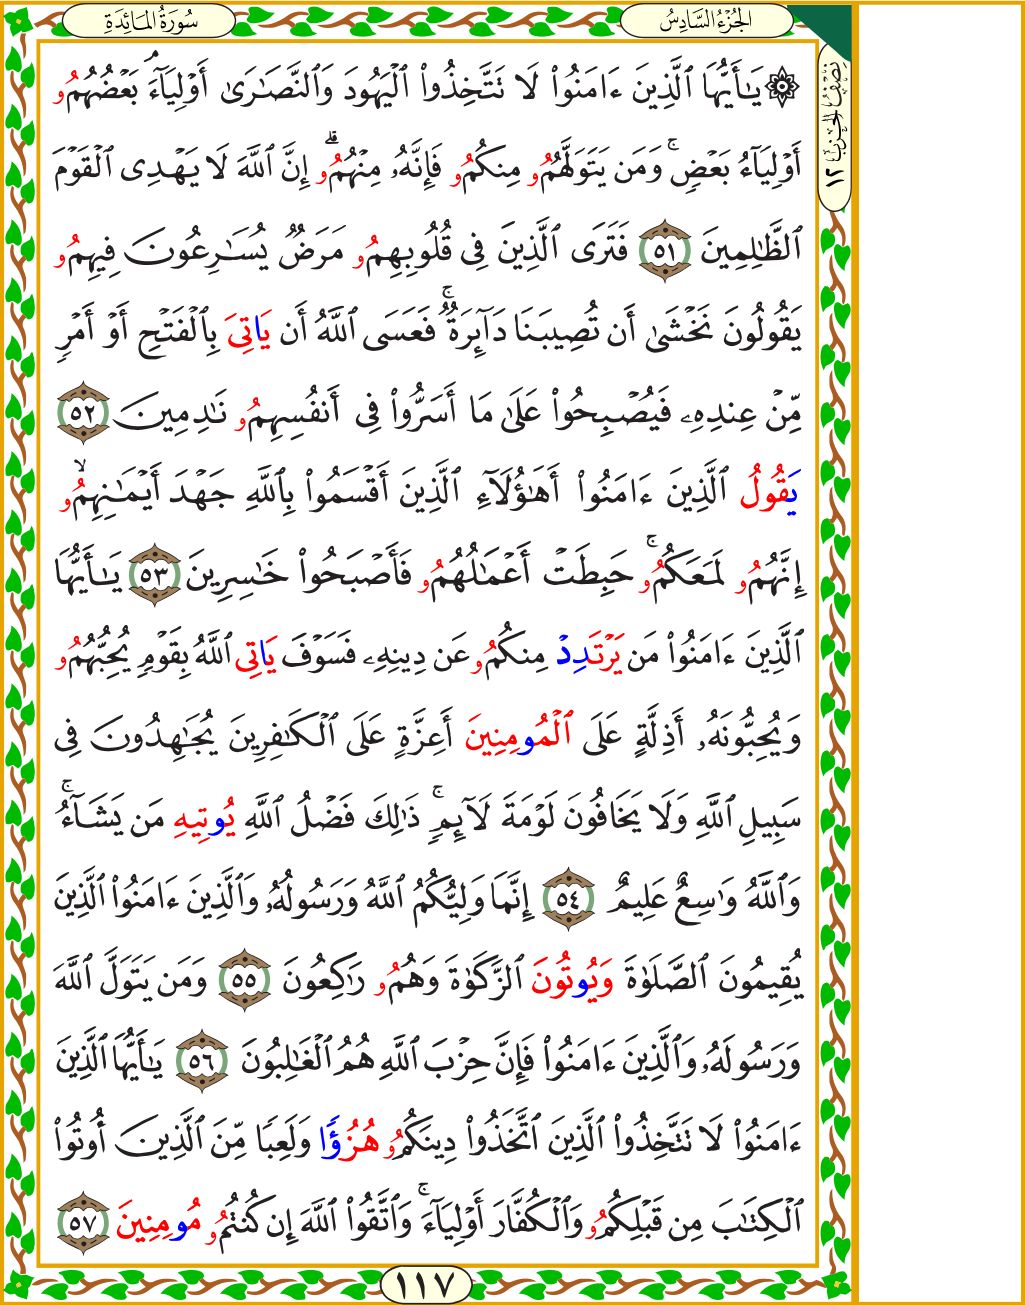 سُورَةُ المَائِدَةِ
الجُزْءُ السَّادِسُ
نِصْفُ الحِزْبِ ١٢
۞ يَٰٓأَيُّهَا ٱلَّذِينَ ءَامَنُوا۟ لَا تَتَّخِذُوا۟ ٱلْيَهُودَ وَٱلنَّصَٰرَىٰٓ أَوْلِيَآءَۘ بَعْضُهُمُۥ
أَوْلِيَآءُ بَعْضٍۚ وَمَن يَتَوَلَّهُمُۥ مِنكُمُۥ فَإِنَّهُۥ مِنْهُمُۥۗ إِنَّ ٱللَّهَ لَا يَهْدِى ٱلْقَوْمَ
ٱلظَّٰلِمِينَ ٥١ فَتَرَى ٱلَّذِينَ فِى قُلُوبِهِمُۥ مَرَضٌ يُسَٰرِعُونَ فِيهِمُۥ
يَقُولُونَ نَخْشَىٰٓ أَن تُصِيبَنَا دَآئِرَةٌۚ فَعَسَى ٱللَّهُ أَن يَاتِىَ بِٱلْفَتْحِ أَوْ أَمْرٍ
مِّنْ عِندِهِۦ فَيُصْبِحُوا۟ عَلَىٰ مَآ أَسَرُّوا۟ فِىٓ أَنفُسِهِمُۥ نَٰدِمِينَ ٥٢
يَقُولُ ٱلَّذِينَ ءَامَنُوٓا۟ أَهَٰٓؤُلَآءِ ٱلَّذِينَ أَقْسَمُوا۟ بِٱللَّهِ جَهْدَ أَيْمَٰنِهِمُۥۙ
إِنَّهُمُۥ لَمَعَكُمُۥۚ حَبِطَتْ أَعْمَٰلُهُمُۥ فَأَصْبَحُوا۟ خَٰسِرِينَ ٥٣ يَٰٓأَيُّهَا
ٱلَّذِينَ ءَامَنُوا۟ مَن يَرْتَدِدْ مِنكُمُۥ عَن دِينِهِۦ فَسَوْفَ يَاتِى ٱللَّهُ بِقَوْمٍ يُحِبُّهُمُۥ
وَيُحِبُّونَهُۥٓ أَذِلَّةٍ عَلَى ٱلْمُومِنِينَ أَعِزَّةٍ عَلَى ٱلْكَٰفِرِينَ يُجَٰهِدُونَ فِى
سَبِيلِ ٱللَّهِ وَلَا يَخَافُونَ لَوْمَةَ لَآئِمٍۚ ذَٰلِكَ فَضْلُ ٱللَّهِ يُوتِيهِ مَن يَشَآءُۚ
وَٱللَّهُ وَٰسِعٌ عَلِيمٌ ٥٤ إِنَّمَا وَلِيُّكُمُ ٱللَّهُ وَرَسُولُهُۥ وَٱلَّذِينَ ءَامَنُوا۟ ٱلَّذِينَ
يُقِيمُونَ ٱلصَّلَوٰةَ وَيُوتُونَ ٱلزَّكَوٰةَ وَهُمُۥ رَٰكِعُونَ ٥٥ وَمَن يَتَوَلَّ ٱللَّهَ
وَرَسُولَهُۥ وَٱلَّذِينَ ءَامَنُوا۟ فَإِنَّ حِزْبَ ٱللَّهِ هُمُ ٱلْغَٰلِبُونَ ٥٦ يَٰٓأَيُّهَا ٱلَّذِينَ
ءَامَنُوا۟ لَا تَتَّخِذُوا۟ ٱلَّذِينَ ٱتَّخَذُوا۟ دِينَكُمُۥ هُزُؤًا وَلَعِبًا مِّنَ ٱلَّذِينَ أُوتُوا۟
ٱلْكِتَٰبَ مِن قَبْلِكُمُۥ وَٱلْكُفَّارَ أَوْلِيَآءَۚ وَٱتَّقُوا۟ ٱللَّهَ إِن كُنتُمُۥ مُومِنِينَ ٥٧
١١٧